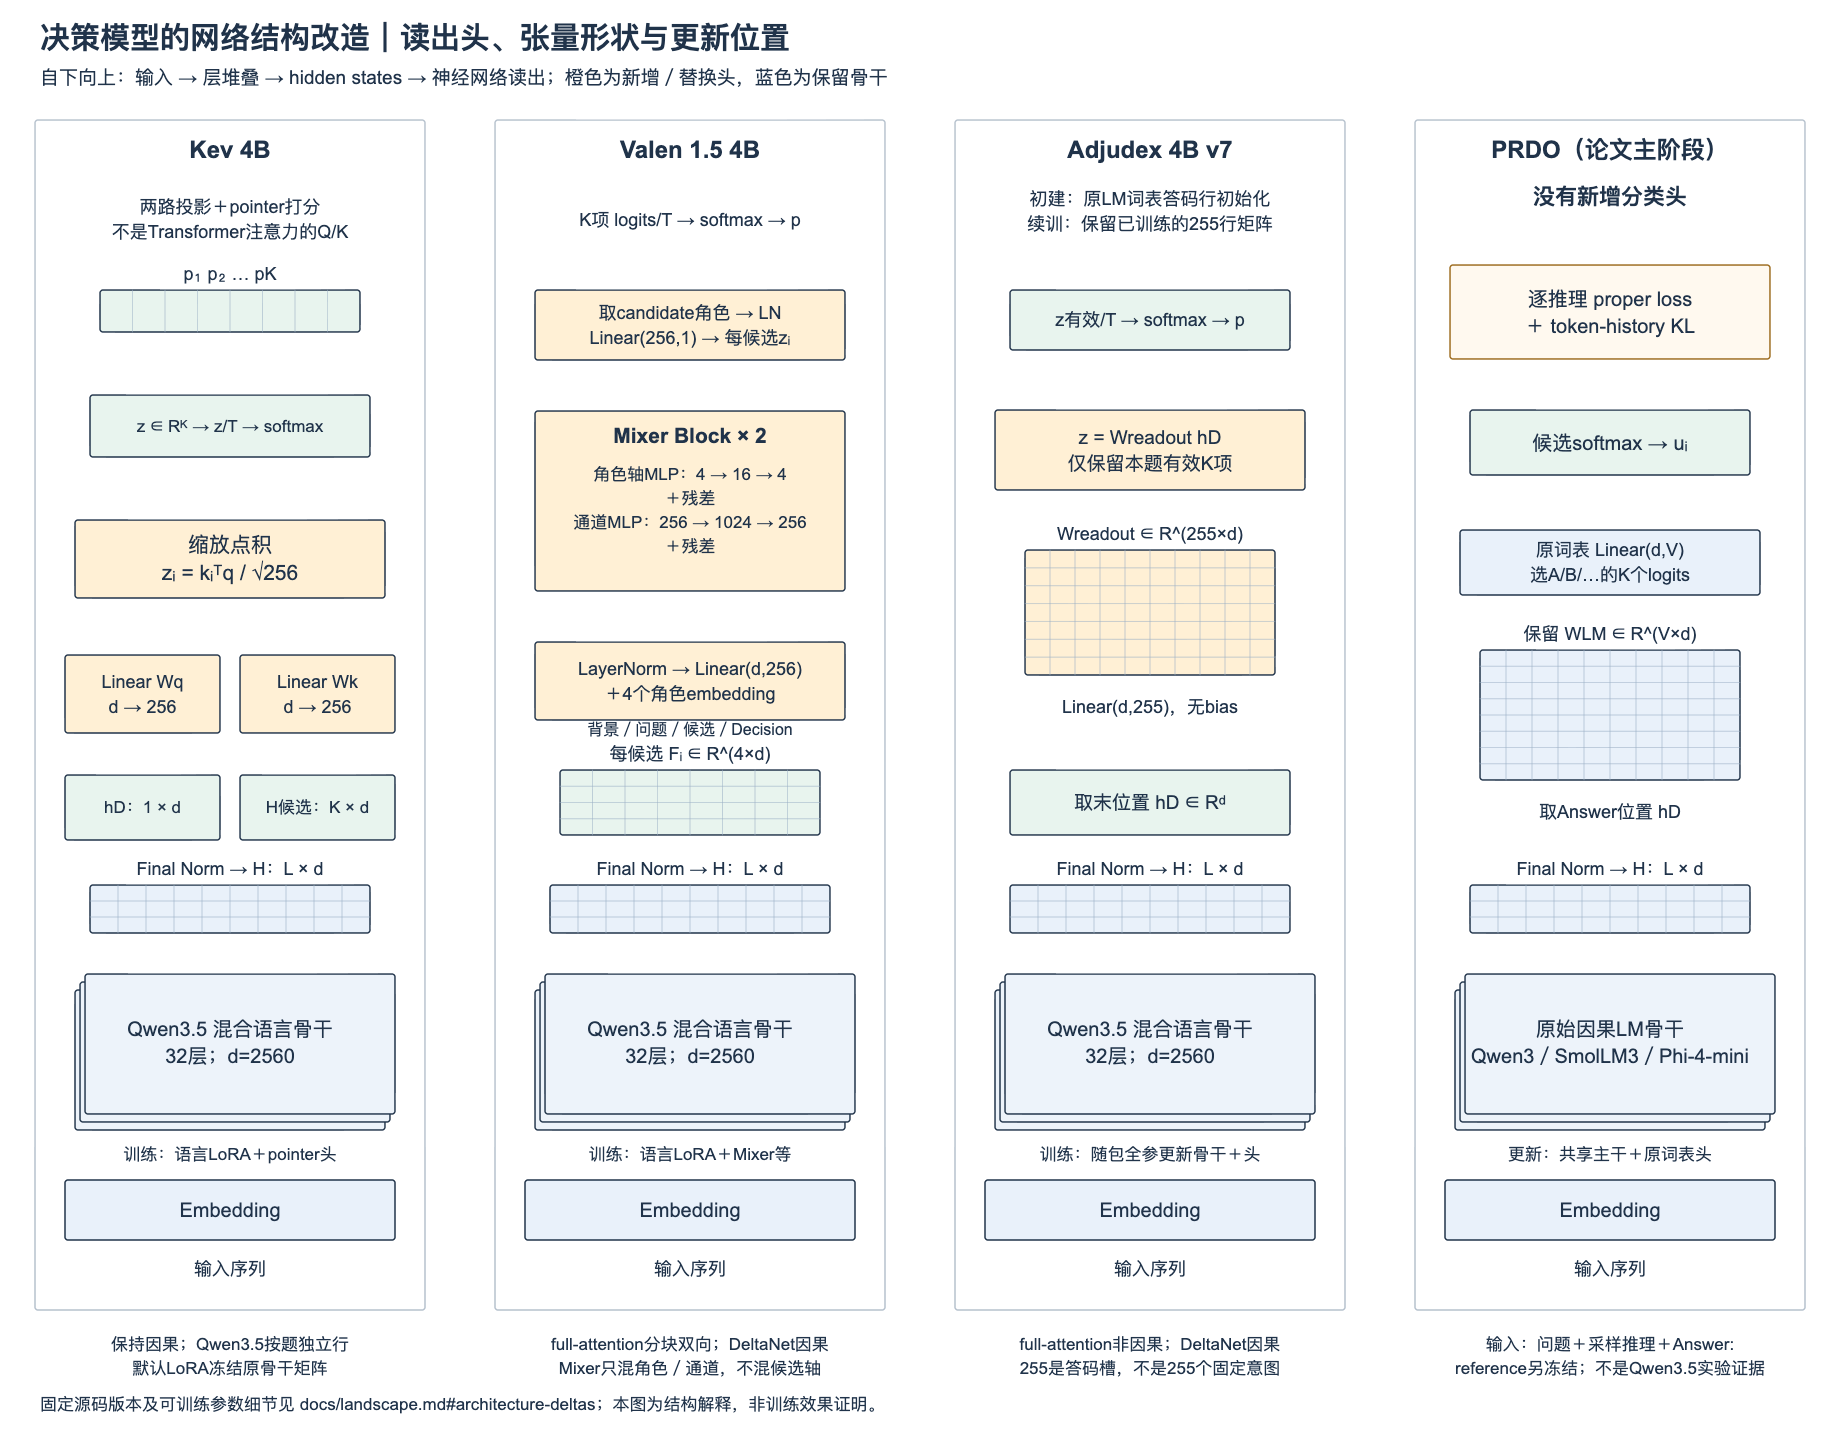 决策模型的网络结构改造｜读出头、张量形状与更新位置
自下向上：输入 → 层堆叠 → hidden states → 神经网络读出；橙色为新增 / 替换头，蓝色为保留骨干
Kev 4B
两路投影＋pointer打分
不是Transformer注意力的Q/K
p₁ p₂ … pK
z ∈ Rᴷ → z/T → softmax
缩放点积
zᵢ = kᵢᵀq / √256
Linear Wq
d → 256
Linear Wk
d → 256
hD：1 × d
H候选：K × d
Final Norm → H：L × d
Qwen3.5 混合语言骨干
32层；d=2560
训练：语言LoRA＋pointer头
Embedding
输入序列
保持因果；Qwen3.5按题独立行
默认LoRA冻结原骨干矩阵
Valen 1.5 4B
K项 logits/T → softmax → p
取candidate角色 → LN
Linear(256,1) → 每候选zᵢ
Mixer Block × 2
角色轴MLP：4 → 16 → 4
＋残差
通道MLP：256 → 1024 → 256
＋残差
LayerNorm → Linear(d,256)
＋4个角色embedding
背景 / 问题 / 候选 / Decision
每候选 Fᵢ ∈ R^(4×d)
Final Norm → H：L × d
Qwen3.5 混合语言骨干
32层；d=2560
训练：语言LoRA＋Mixer等
Embedding
输入序列
full-attention分块双向；DeltaNet因果
Mixer只混角色 / 通道，不混候选轴
Adjudex 4B v7
初建：原LM词表答码行初始化
续训：保留已训练的255行矩阵
z有效/T → softmax → p
z = Wreadout hD
仅保留本题有效K项
Wreadout ∈ R^(255×d)
Linear(d,255)，无bias
取末位置 hD ∈ Rᵈ
Final Norm → H：L × d
Qwen3.5 混合语言骨干
32层；d=2560
训练：随包全参更新骨干＋头
Embedding
输入序列
full-attention非因果；DeltaNet因果
255是答码槽，不是255个固定意图
PRDO（论文主阶段）
没有新增分类头
逐推理 proper loss
＋ token-history KL
候选softmax → uᵢ
原词表 Linear(d,V)
选A/B/…的K个logits
保留 WLM ∈ R^(V×d)
取Answer位置 hD
Final Norm → H：L × d
原始因果LM骨干
Qwen3 / SmolLM3 / Phi-4-mini
更新：共享主干＋原词表头
Embedding
输入序列
输入：问题＋采样推理＋Answer:
reference另冻结；不是Qwen3.5实验证据
固定源码版本及可训练参数细节见 docs/landscape.md#architecture-deltas；本图为结构解释，非训练效果证明。